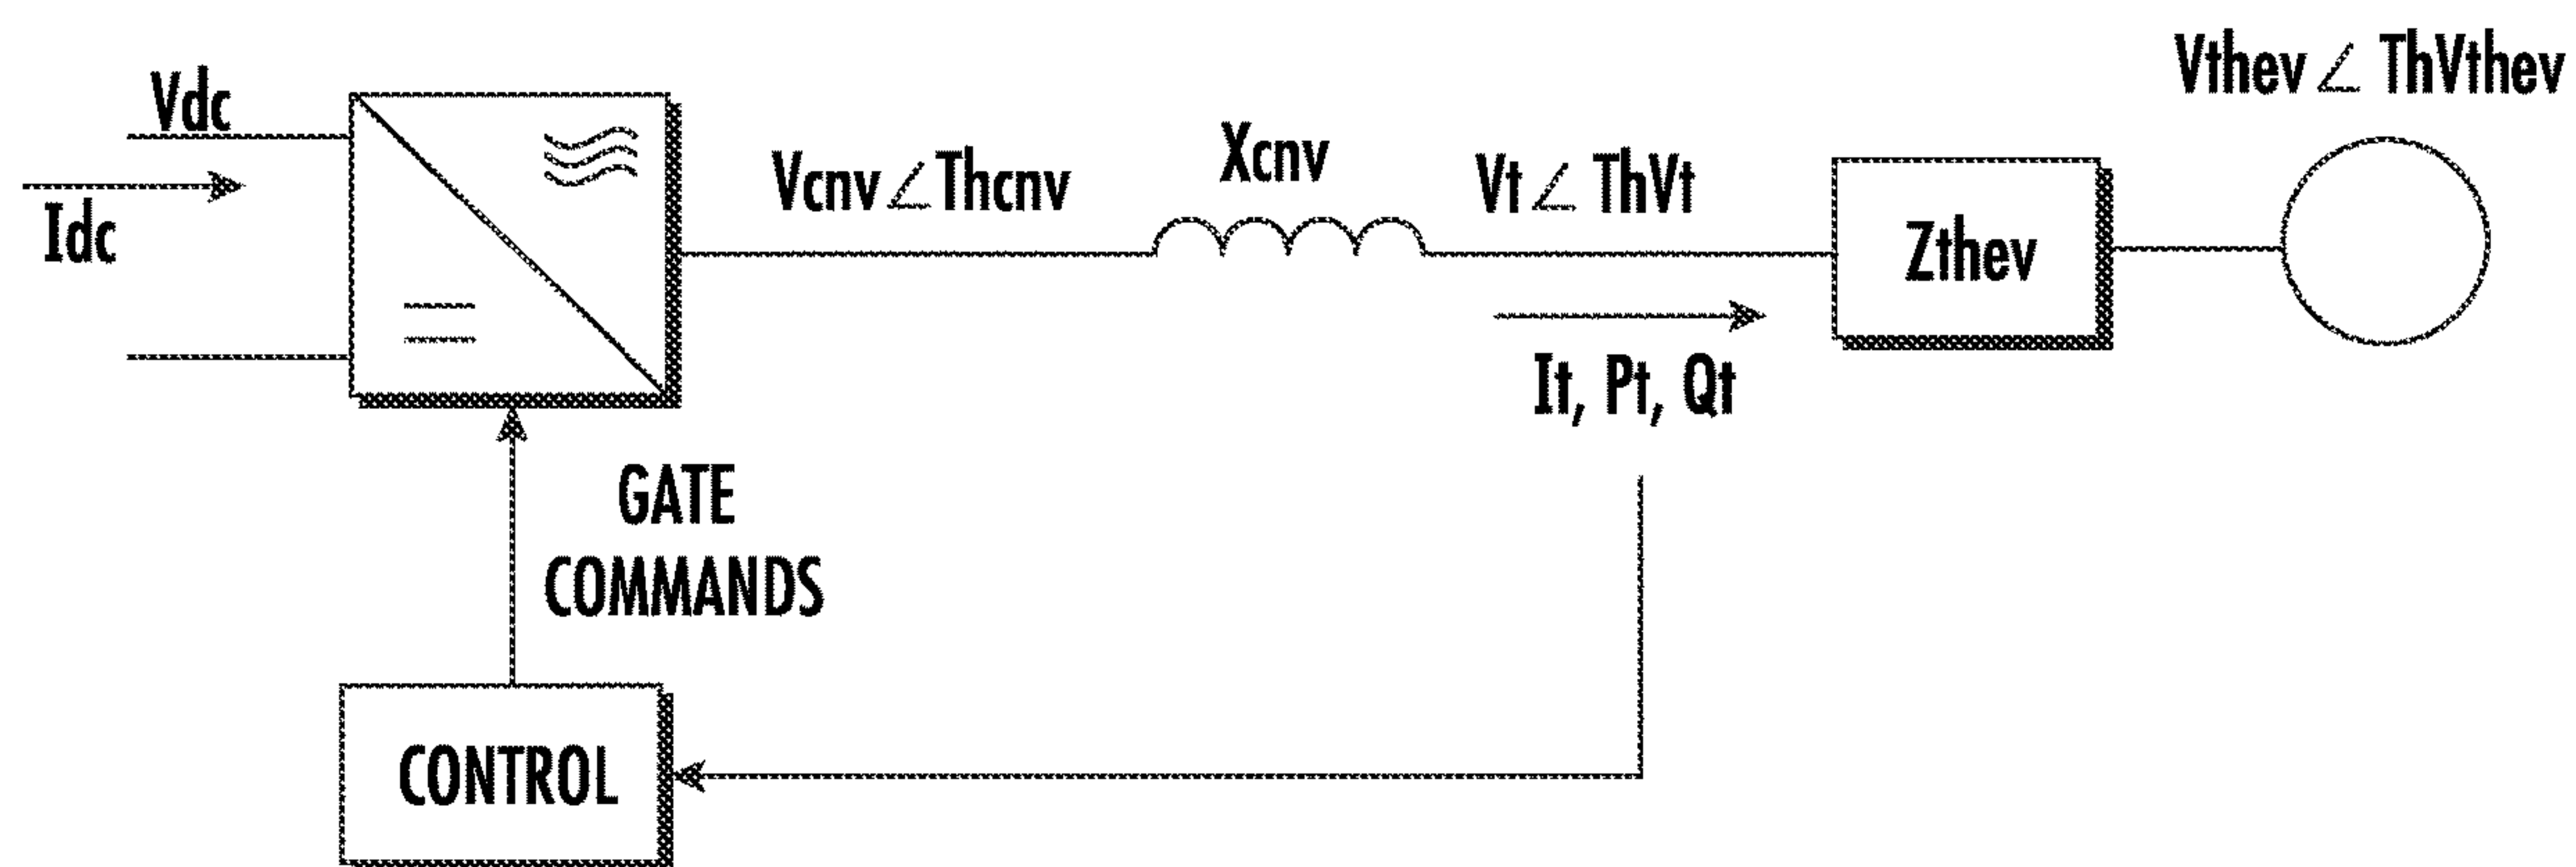 Vthev∠ ThVthev
Vdc
Idc
Vcnv∠Thcnv
Xcnv
Vt∠ ThVt
Zthev
It, Pt, Qt
GATE
COMMANDS
CONTROL